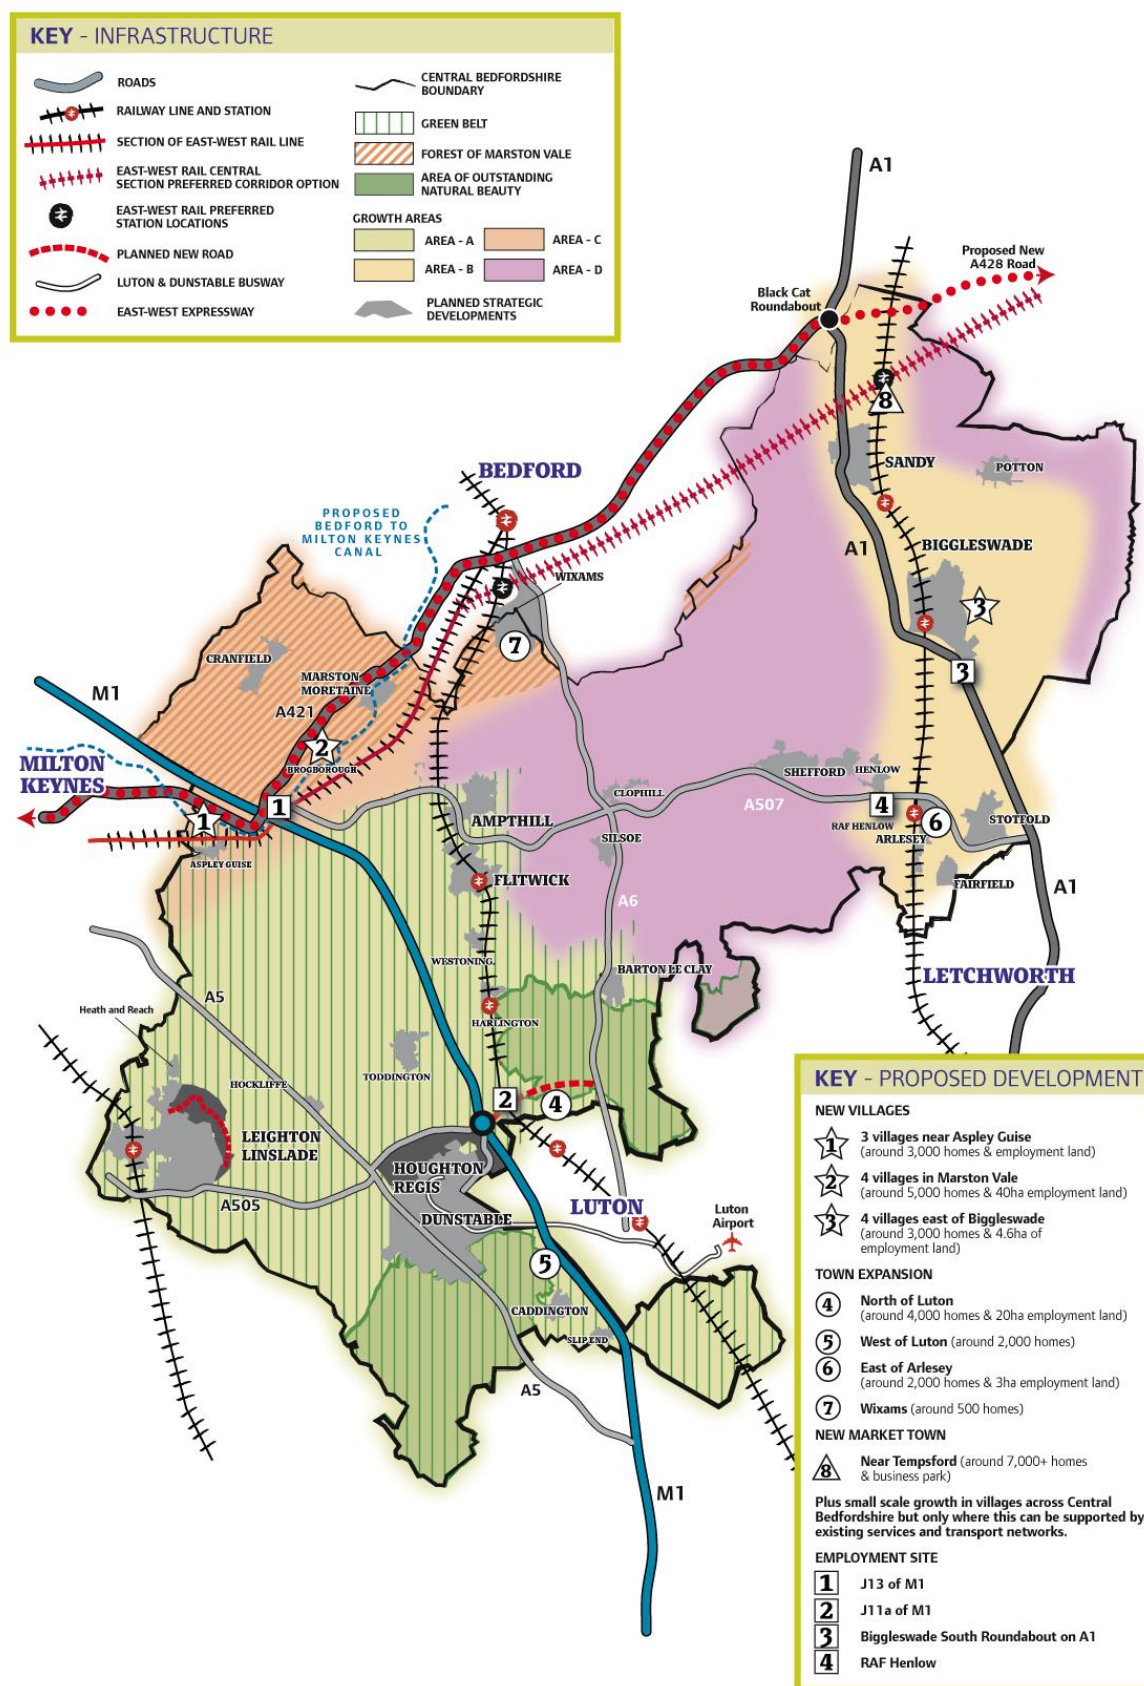 KEY - INFRASTRUCTURE
ROADS
RAILWAY LINE AND STATION
SECTION OF EAST-WEST RAIL LINE
EAST-WEST RAIL CENTRAL
SECTION PREFERRED CORRIDOR OPTION
EAST-WEST RAIL PREFERRED
STATION LOCATIONS
PLANNED NEW ROAD
LUTON & DUNSTABLE BUSWAY
EAST-WEST EXPRESSWAY
CENTRAL BEDFORDSHIRE
BOUNDARY
GREEN BELT
FOREST OF MARSTON VALE
AREA OF OUTSTANDING
NATURAL BEAUTY
GROWTH AREAS
AREA - A
AREA - C
AREA - B
AREA - D
PLANNED STRATEGIC
DEVELOPMENTS
A1
Proposed New
A428 Road
Black Cat
Roundabout
8
SANDY
POTTON
BEDFORD
PROPOSED
BEDFORD TO
MILTON KEYNES
CANAL
A1
BIGGLESWADE
WIXAMS
3
7
CRANFIELD
MARSTON
MORETAINE
3
M1
A421
2
BROGBOROUGH
MILTON
KEYNES
1
1
SHEFFORD
HENLOW
CLOPHILL
A507
4
AMPTHILL
RAF HENLOW
6
STOTFOLD
ARLESEY
SILSOE
ASPLEY GUISE
FLITWICK
FAIRFIELD
A1
A6
WESTONING
BARTON LE CLAY
LETCHWORTH
A5
Heath and Reach
HARLINGTON
TODDINGTON
HOCKLIFFE
2
4
LEIGHTON
LINSLADE
HOUGHTON
REGIS
A505
DUNSTABLE
LUTON
Luton
Airport
5
CADDINGTON
SLIP END
A5
M1
KEY - PROPOSED DEVELOPMENT
NEW VILLAGES
1 3 villages near Aspley Guise
(around 3,000 homes & employment land)
2 4 villages in Marston Vale
(around 5,000 homes & 40ha employment land)
3 4 villages east of Biggleswade
(around 3,000 homes & 4.6ha of
employment land)
TOWN EXPANSION
4 North of Luton
(around 4,000 homes & 20ha employment land)
5 West of Luton (around 2,000 homes)
6 East of Arlesey
(around 2,000 homes & 3ha employment land)
7 Wixams (around 500 homes)
NEW MARKET TOWN
8 Near Tempsford (around 7,000+ homes
& business park)
Plus small scale growth in villages across Central
Bedfordshire but only where this can be supported by
existing services and transport networks.
EMPLOYMENT SITE
1 J13 of M1
2 J11a of M1
3 Biggleswade South Roundabout on A1
4 RAF Henlow